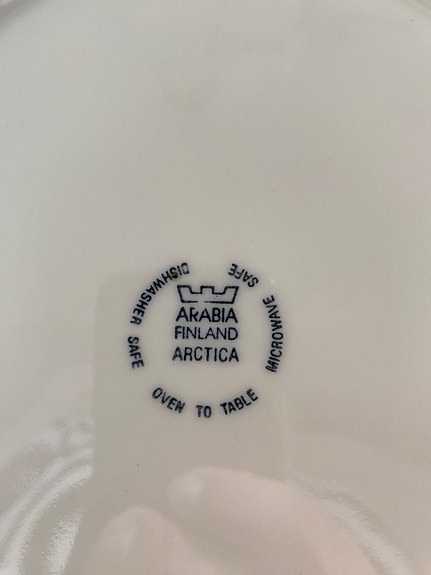 ARABIA
FINLAND
ARCTICA
DISHWASHER SAFE
OVEN TO TABLE
MICROWAVE SAFE